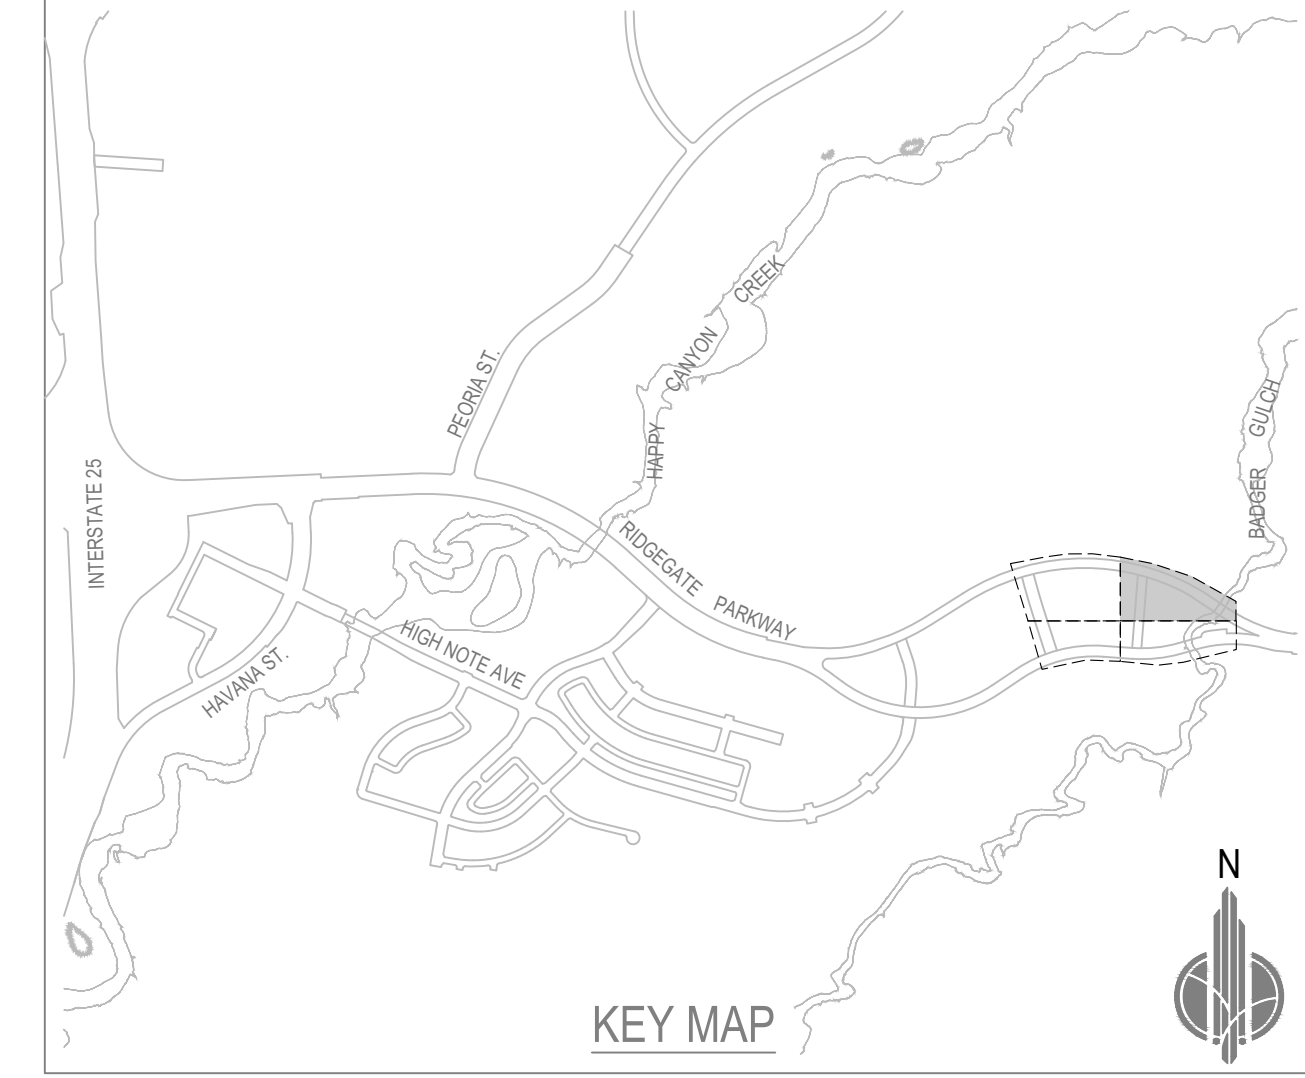 HAPPY CANYON CREEK
PEORIA ST.
BADGER GULCH
INTERSTATE 25
RIDGEGATE PARKWAY
HIGH NOTE AVE
HAVANA ST.
N
KEY MAP